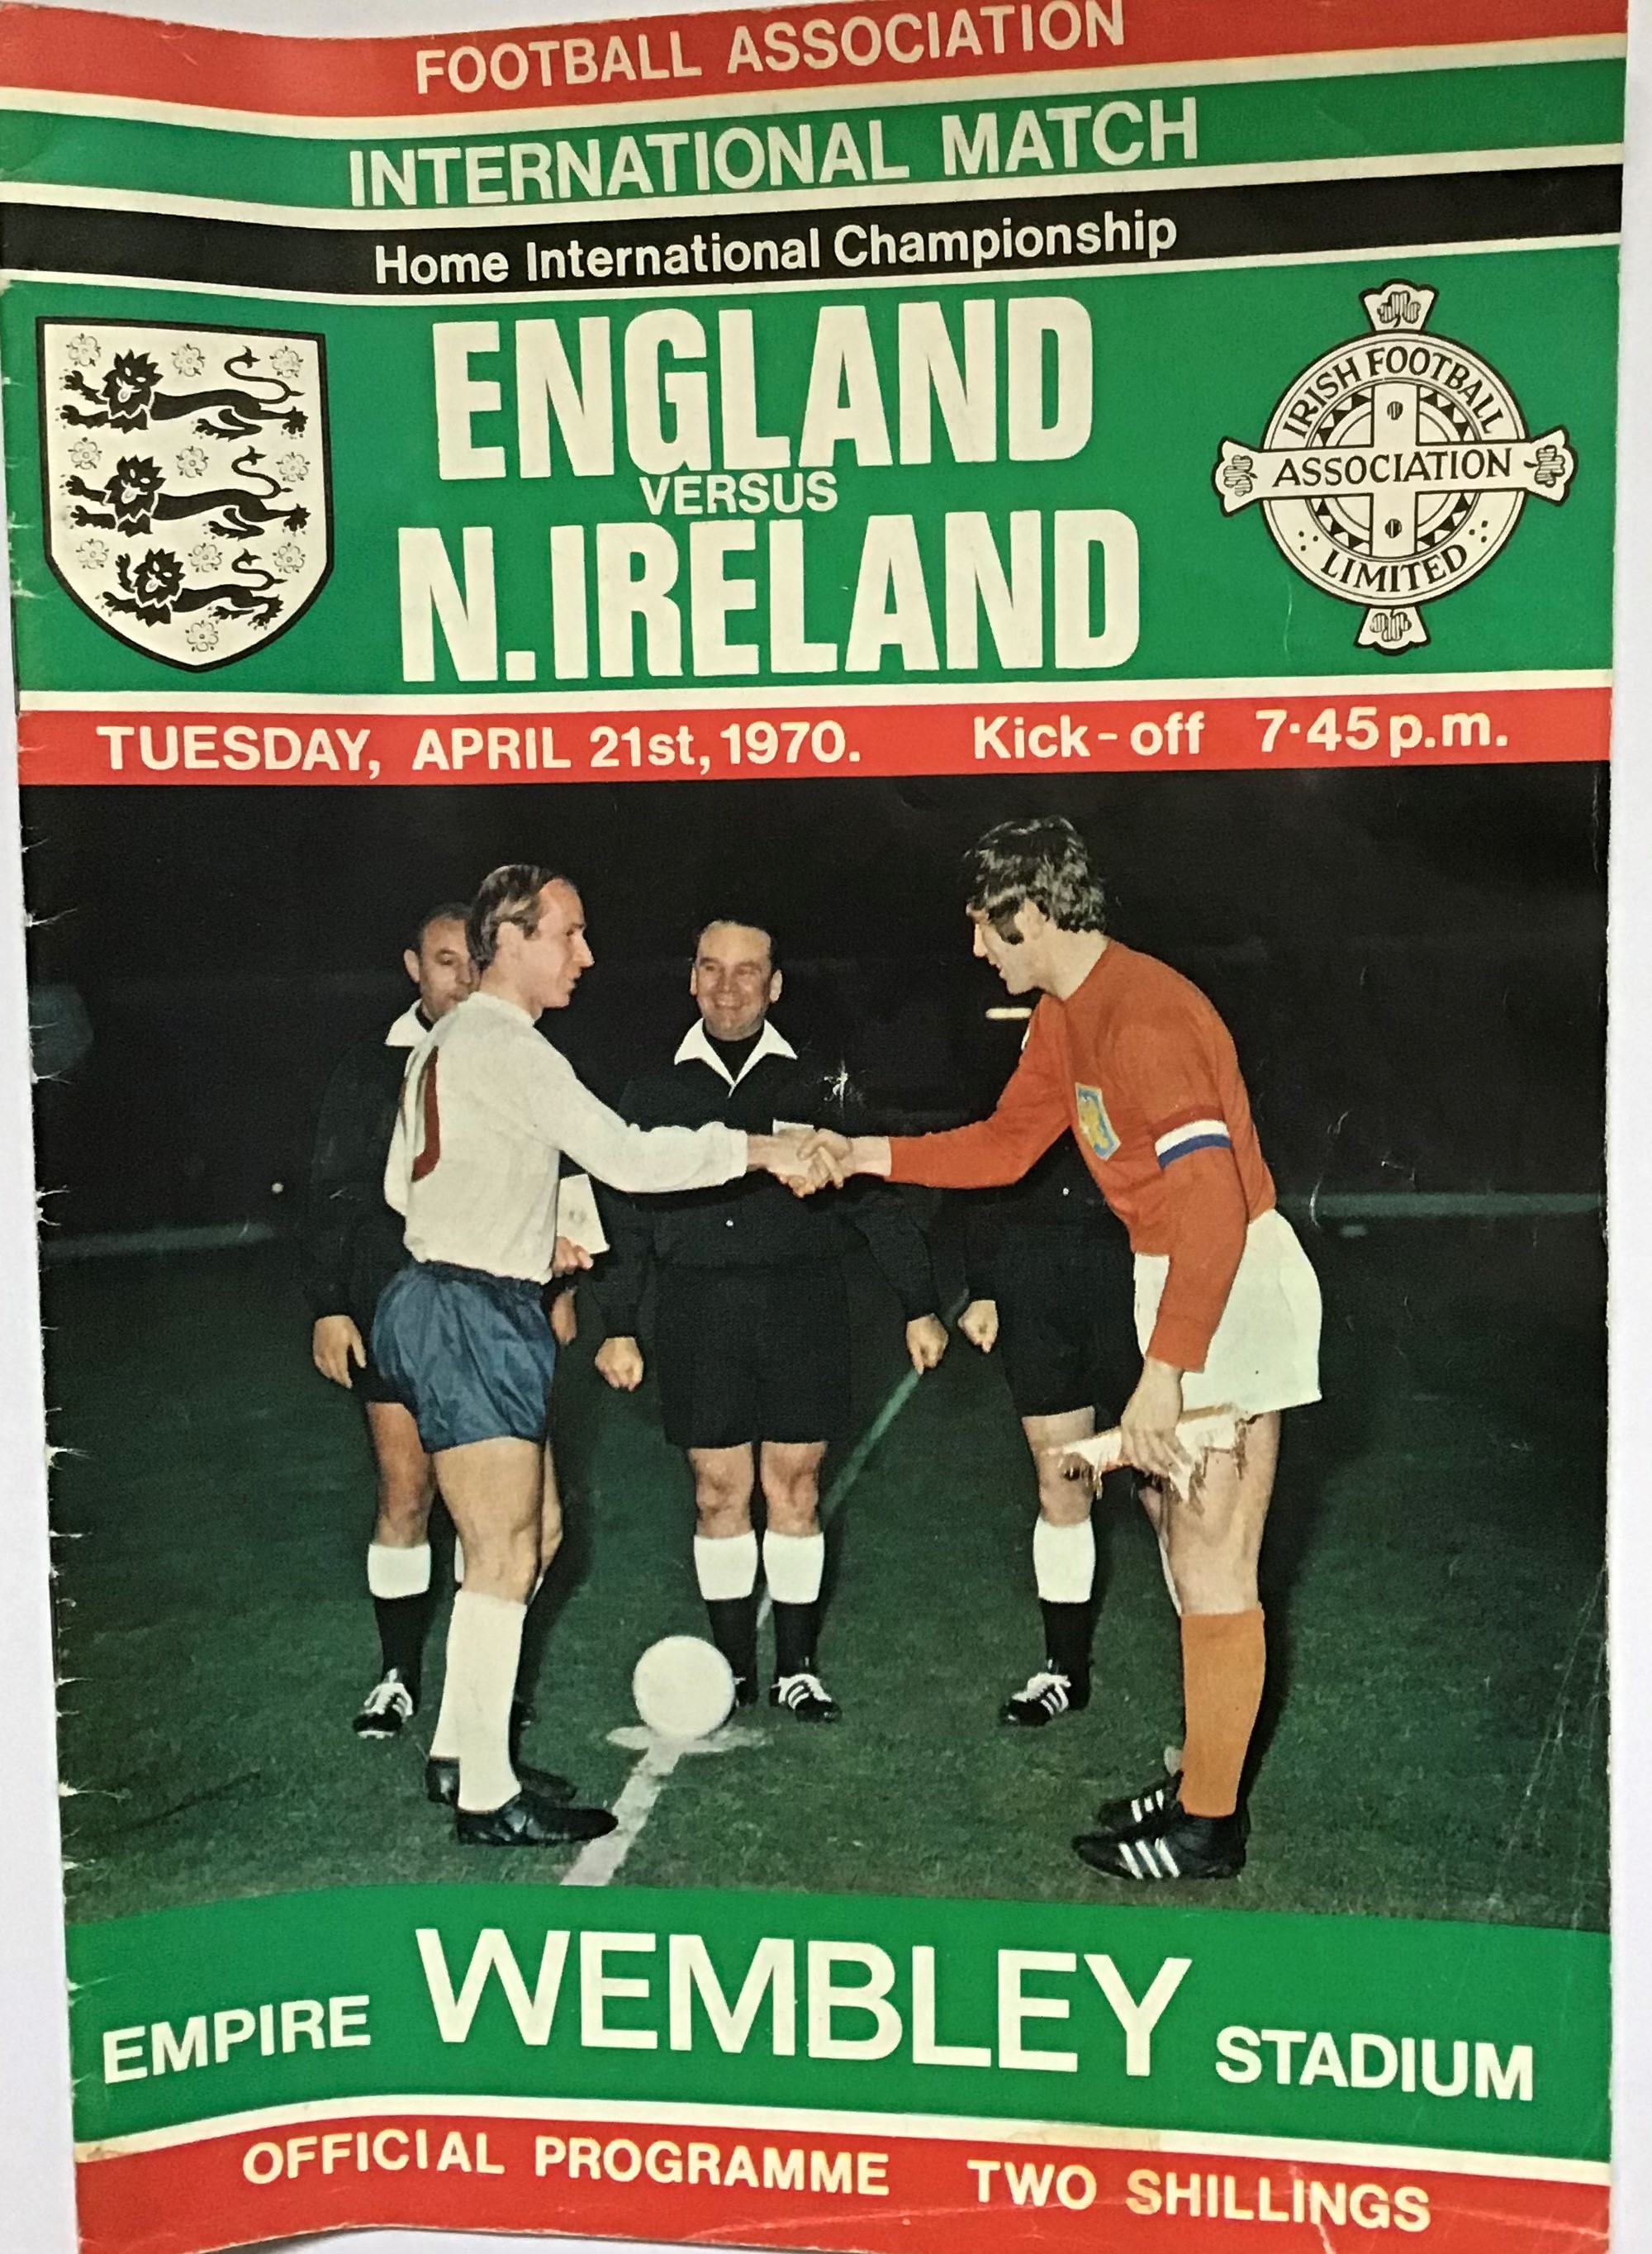 FOOTBALL ASSOCIATION
INTERNATIONAL MATCH
Home International Championship
ENGLAND
VERSUS
N.IRELAND
IRISH FOOTBALL
ASSOCIATION
LIMITED
TUESDAY, APRIL 21st, 1970. Kick-off 7·45p.m.
EMPIRE WEMBLEY STADIUM
OFFICIAL PROGRAMME TWO SHILLINGS